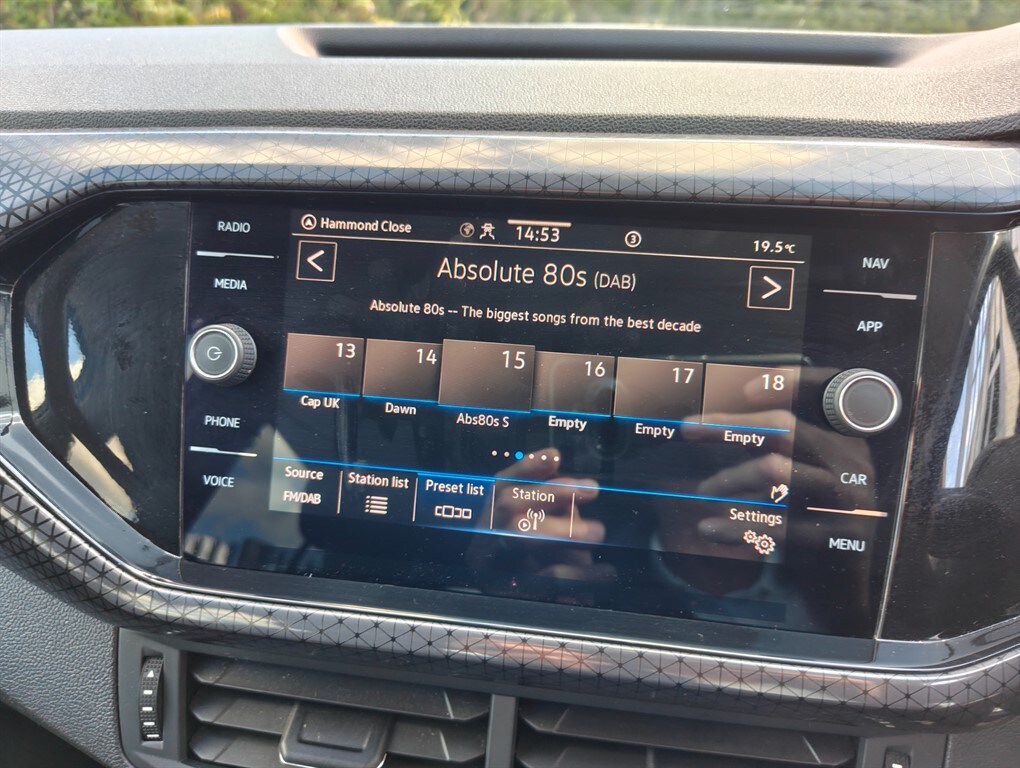 RADIO
MEDIA
PHONE
VOICE
Hammond Close
14:53
3
19.5°C
< Absolute 80s (DAB) >
Absolute 80s -- The biggest songs from the best decade
13 14 15 16 17 18
Cap UK Dawn Abs80s S Empty Empty Empty
Source Station list Preset list Station Settings
FM/DAB
NAV
APP
CAR
MENU